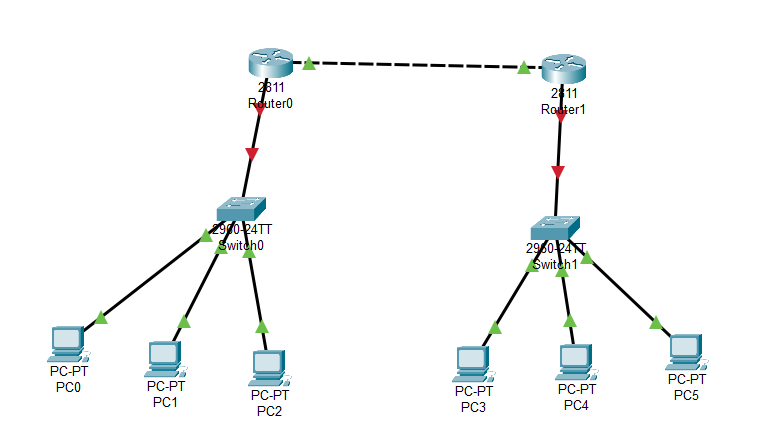 2811
Router0
2811
Router1
2960-24TT
Switch0
2960-24TT
Switch1
PC-PT
PC0
PC-PT
PC1
PC-PT
PC2
PC-PT
PC3
PC-PT
PC4
PC-PT
PC5